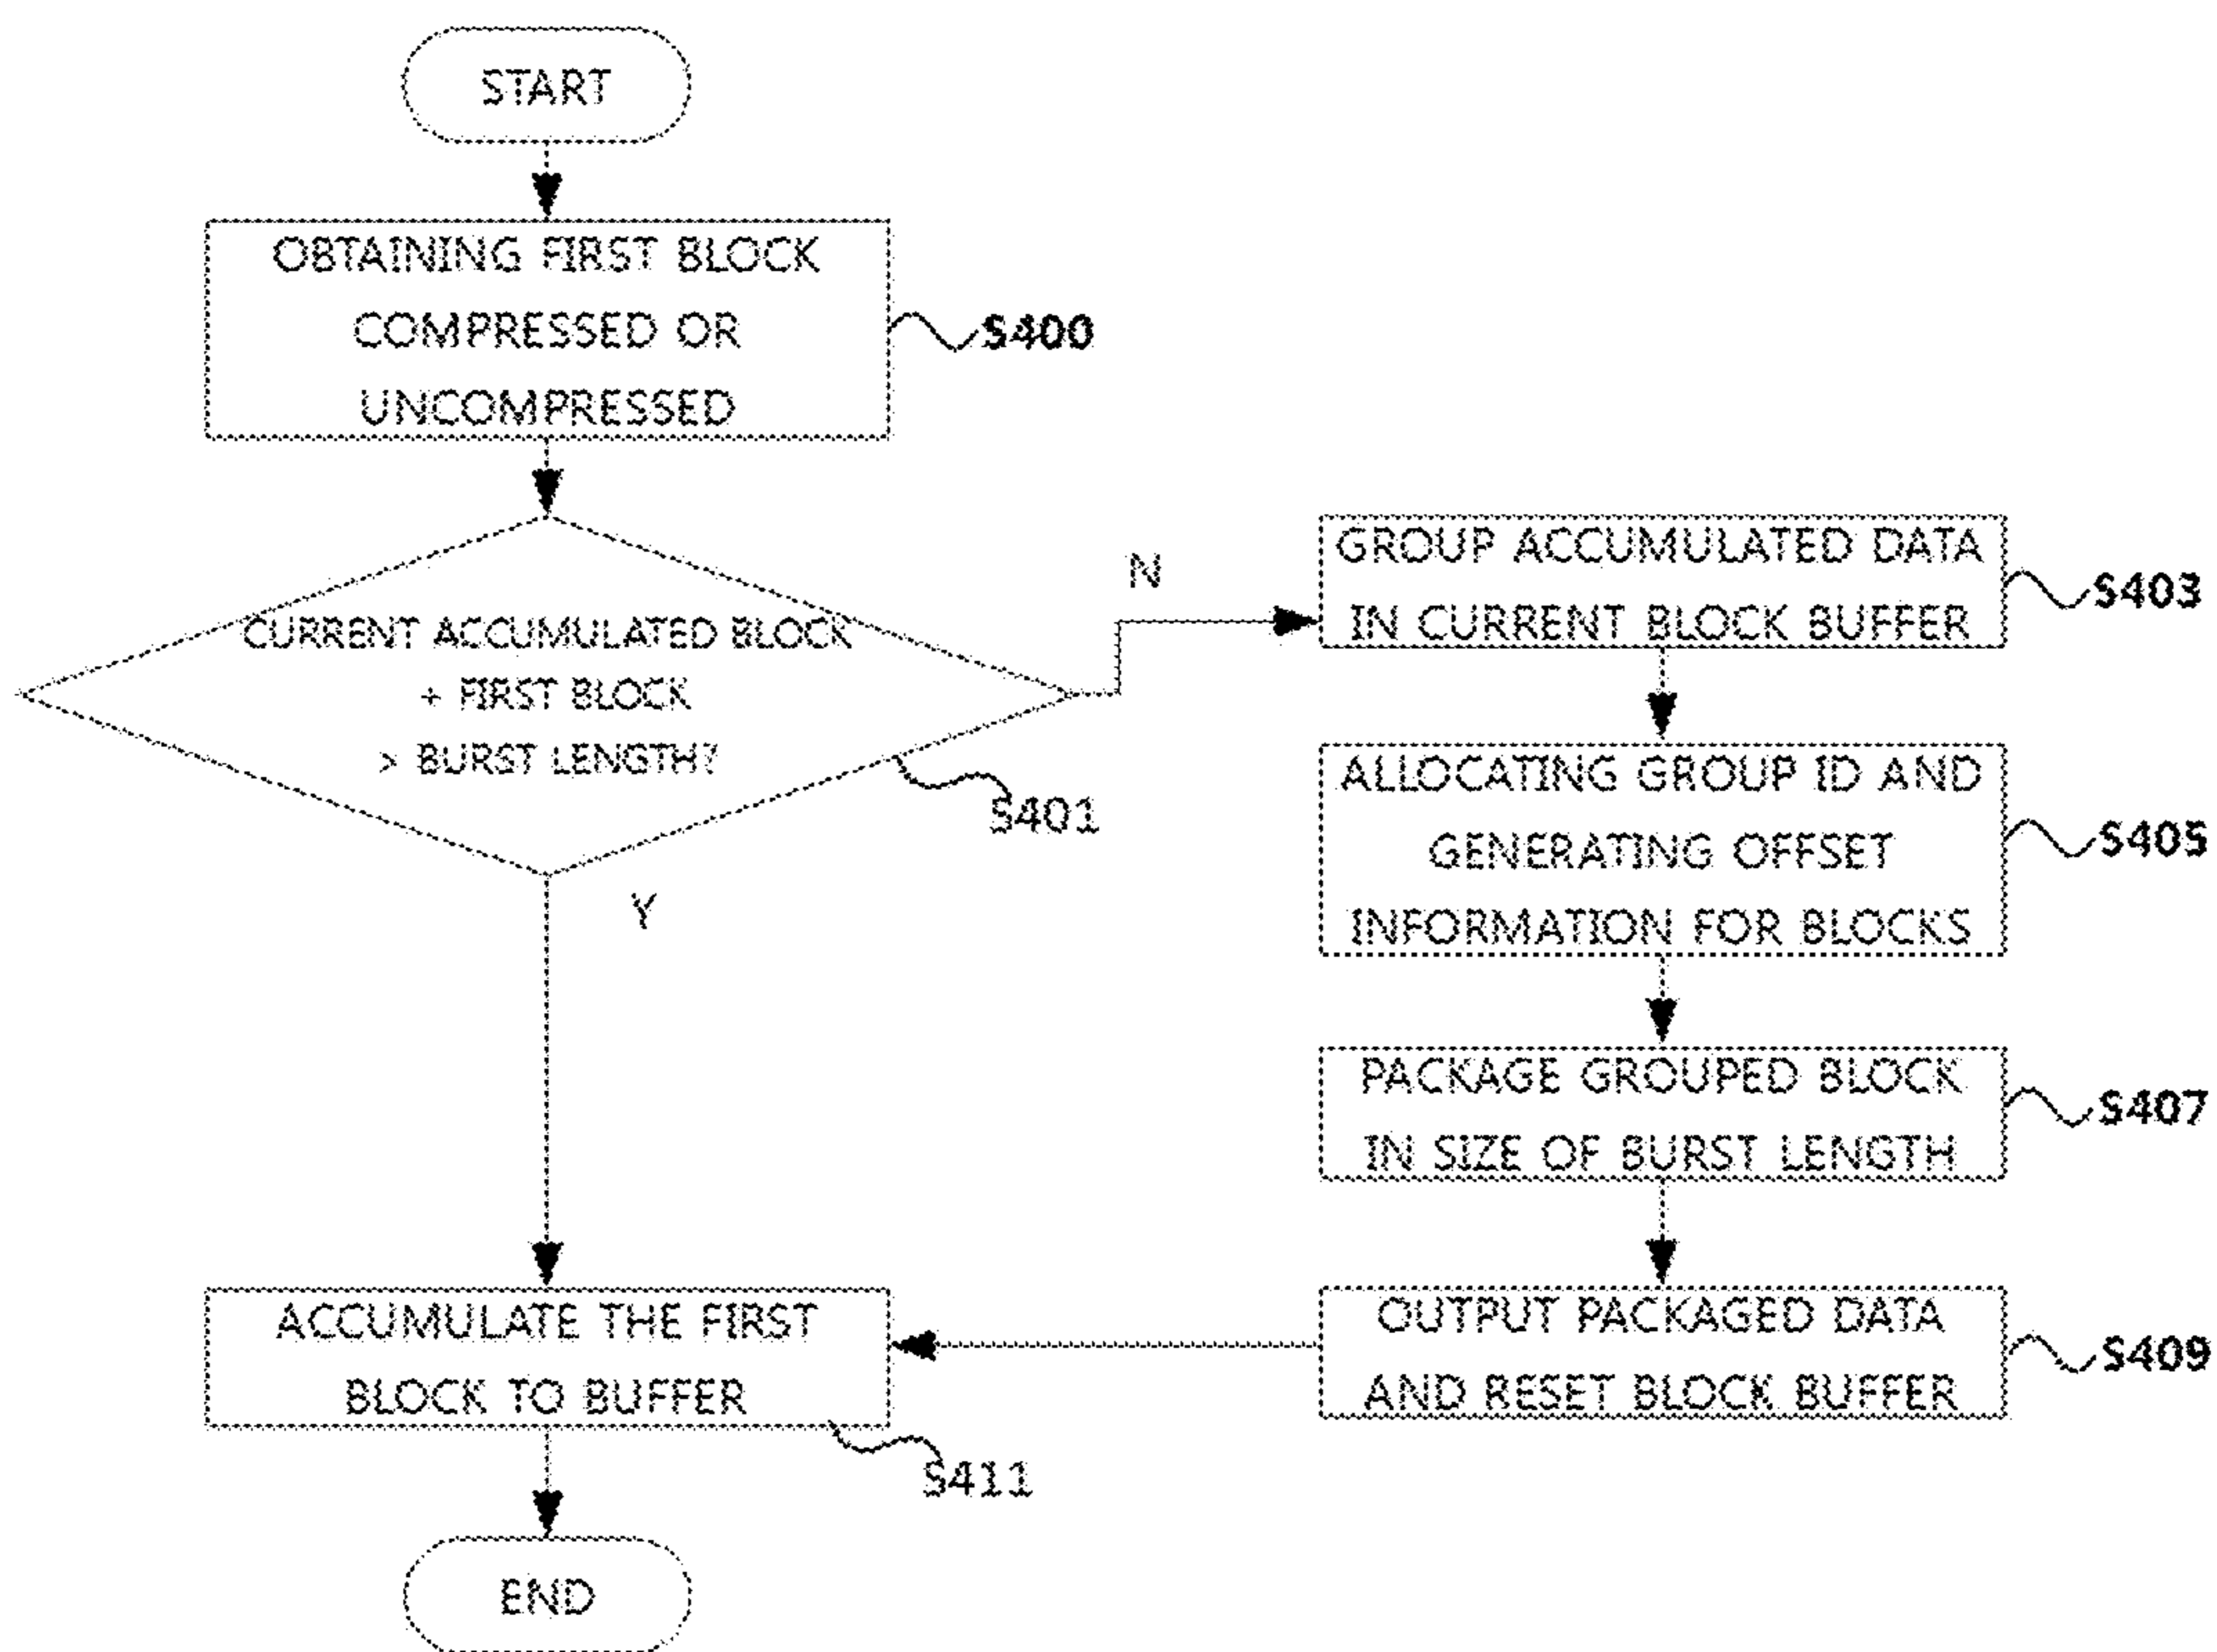 START
OBTAINING FIRST BLOCK
COMPRESSED OR
UNCOMPRESSED
S400
CURRENT ACCUMULATED BLOCK
+ FIRST BLOCK
> BURST LENGTH?
S401
N
Y
GROUP ACCUMULATED DATA
IN CURRENT BLOCK BUFFER
S403
ALLOCATING GROUP ID AND
GENERATING OFFSET
INFORMATION FOR BLOCKS
S405
PACKAGE GROUPED BLOCK
IN SIZE OF BURST LENGTH
S407
OUTPUT PACKAGED DATA
AND RESET BLOCK BUFFER
S409
ACCUMULATE THE FIRST
BLOCK TO BUFFER
S411
END